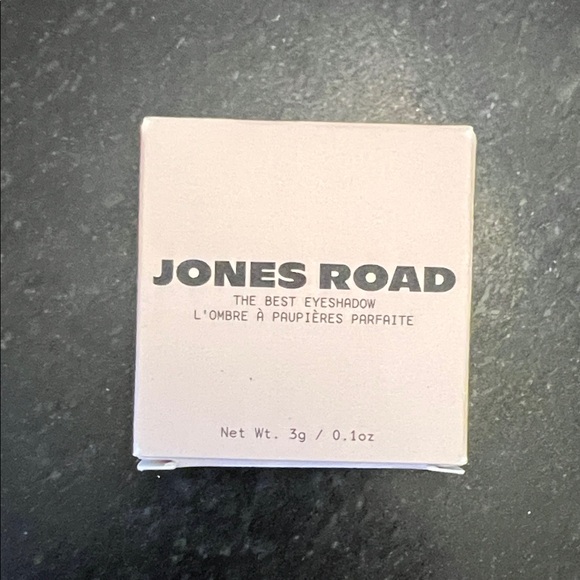 JONES ROAD
THE BEST EYESHADOW
L'OMBRE À PAUPIÈRES PARFAITE
Net Wt. 3g / 0.1oz